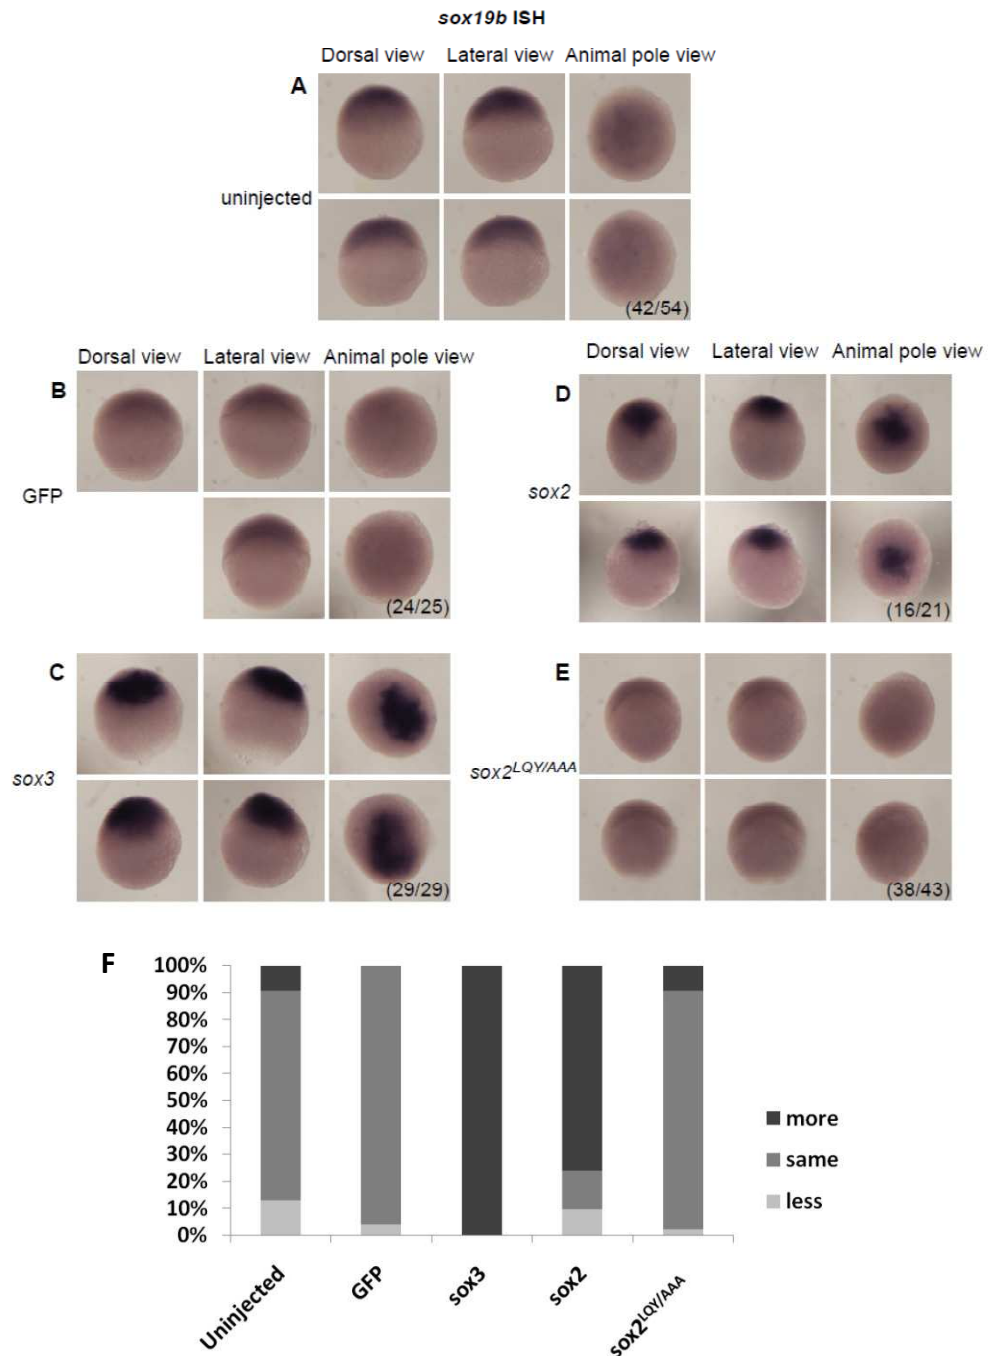 sox19b ISH
Dorsal view Lateral view Animal pole view
A
uninjected
(42/54)
Dorsal view Lateral view Animal pole view
B
GFP
(24/25)
Dorsal view Lateral view Animal pole view
D
sox2
(16/21)
C
sox3
(29/29)
E
sox2LQY/AAA
(38/43)
F
100%
90%
80%
70%
60%
50%
40%
30%
20%
10%
0%
Uninjected
GFP
sox3
sox2
sox2LQY/AAA
more
same
less